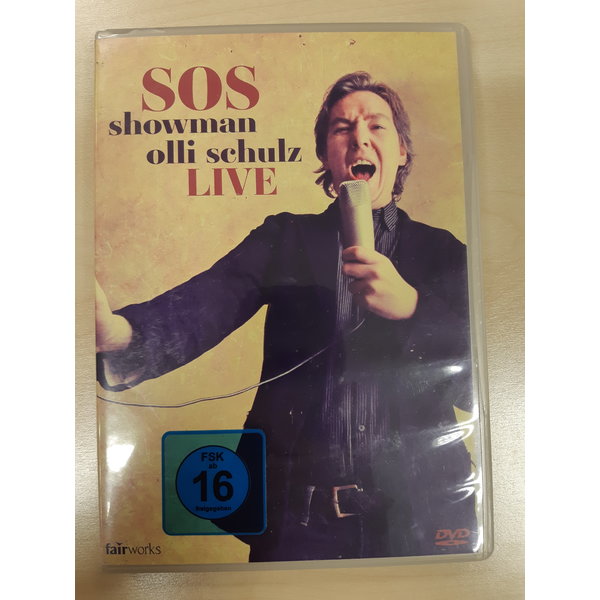 SOS
showman
olli schulz
LIVE
FSK
ab
16
freigegeben
fairworks
DVD